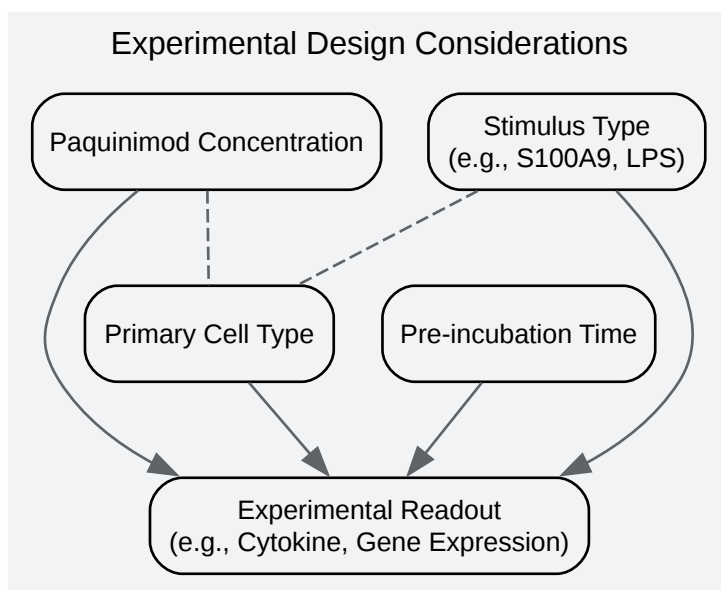 Experimental Design Considerations
Paquinimod Concentration
Stimulus Type
(e.g., S100A9, LPS)
Primary Cell Type
Pre-incubation Time
Experimental Readout
(e.g., Cytokine, Gene Expression)